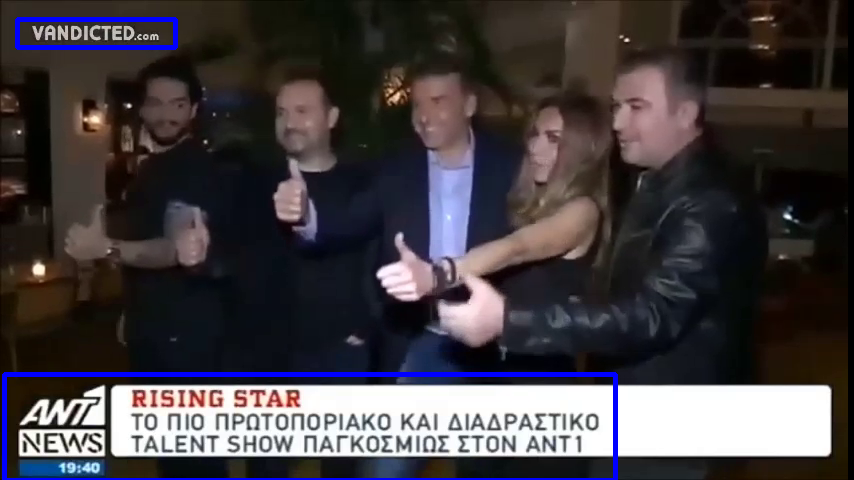 VANDICTED.com
RISING STAR
ΤΟ ΠΙΟ ΠΡΩΤΟΠΟΡΙΑΚΟ ΚΑΙ ΔΙΑΔΡΑΣΤΙΚΟ
TALENT SHOW ΠΑΓΚΟΣΜΙΩΣ ΣΤΟΝ ΑΝΤ1
ANT1
NEWS
19:40